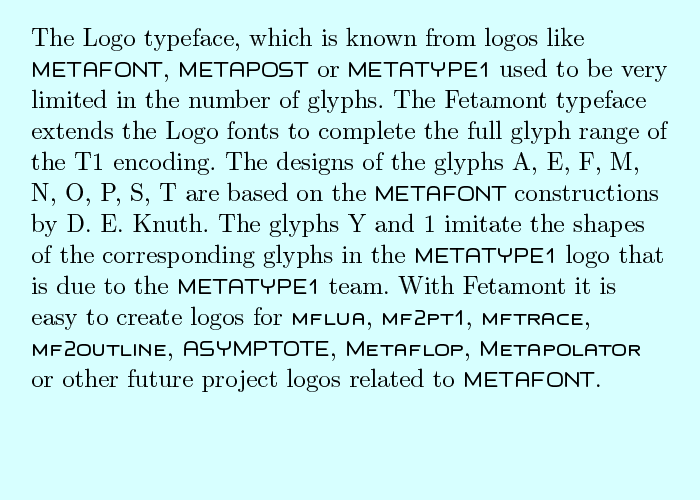 The Logo typeface, which is known from logos like
METAFONT, METAPOST or METATYPE1 used to be very
limited in the number of glyphs. The Fetamont typeface
extends the Logo fonts to complete the full glyph range of
the T1 encoding. The designs of the glyphs A, E, F, M,
N, O, P, S, T are based on the METAFONT constructions
by D. E. Knuth. The glyphs Y and 1 imitate the shapes
of the corresponding glyphs in the METATYPE1 logo that
is due to the METATYPE1 team. With Fetamont it is
easy to create logos for MFLUA, MF2PT1, MFTRACE,
MF2OUTLINE, ASYMPTOTE, METAFLOP, METAPOLATOR
or other future project logos related to METAFONT.